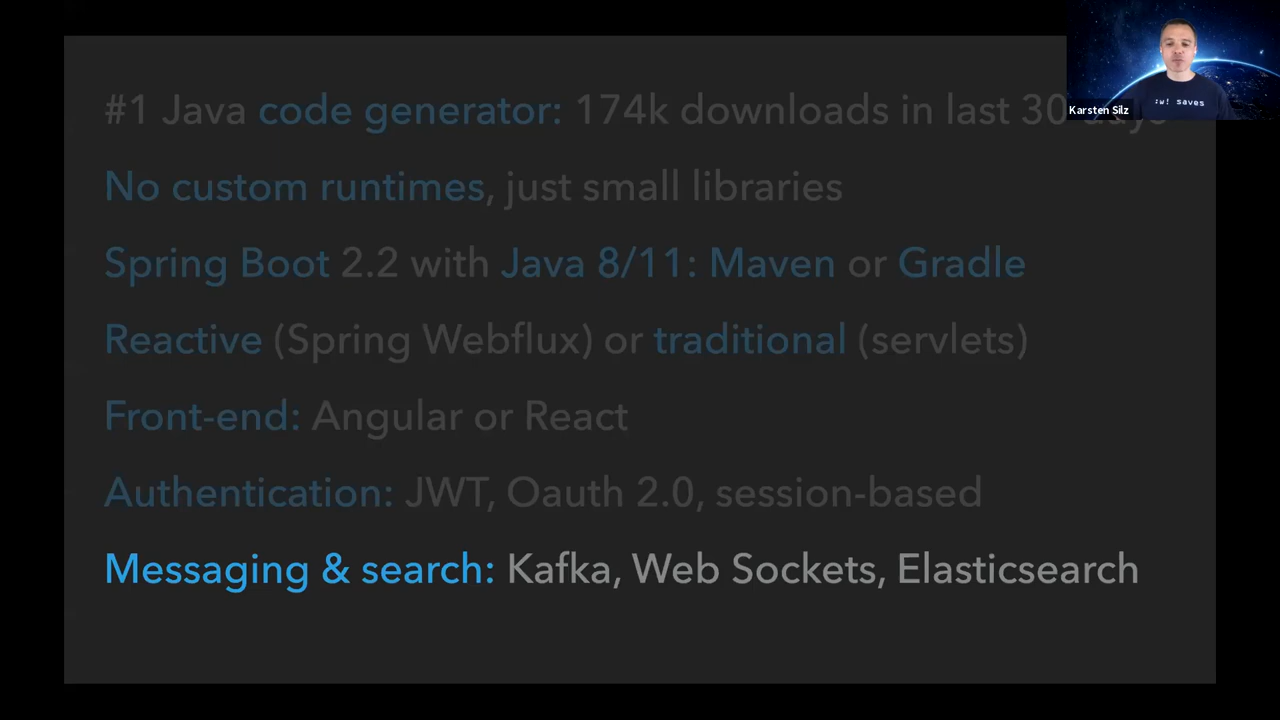 #1 Java code generator: 174k downloads in last 30 days
No custom runtimes, just small libraries
Spring Boot 2.2 with Java 8/11: Maven or Gradle
Reactive (Spring Webflux) or traditional (servlets)
Front-end: Angular or React
Authentication: JWT, Oauth 2.0, session-based
Messaging & search: Kafka, Web Sockets, Elasticsearch
:w! saves
Karsten Silz